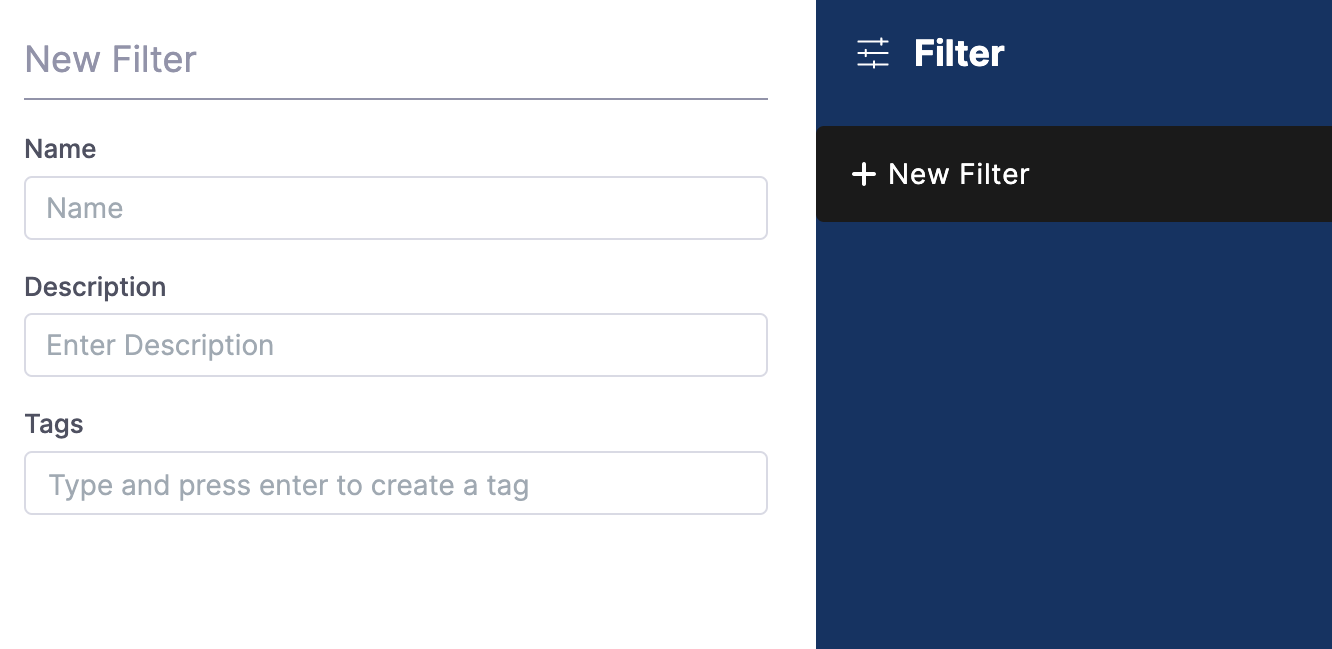 New Filter
Name
Name
Description
Enter Description
Tags
Type and press enter to create a tag
Filter
+ New Filter